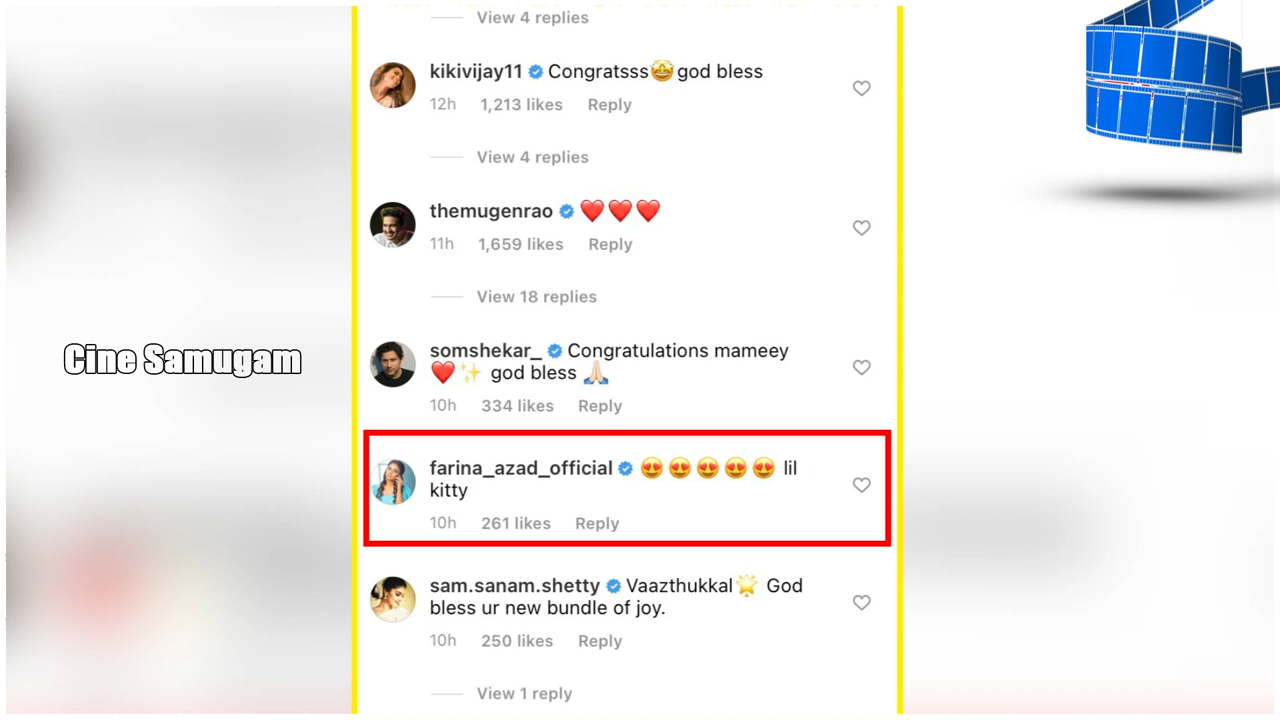 View 4 replies
kikivijay11 Congratsss🤩god bless
12h 1,213 likes Reply
View 4 replies
themugenrao ❤️❤️❤️
11h 1,659 likes Reply
View 18 replies
Cine Samugam
somshekar_ Congratulations mameey
❤️✨ god bless 🙏🏻
10h 334 likes Reply
farina_azad_official 😍😍😍😍😍 lil
kitty
10h 261 likes Reply
sam.sanam.shetty Vaazthukkal🌟 God
bless ur new bundle of joy.
10h 250 likes Reply
View 1 reply